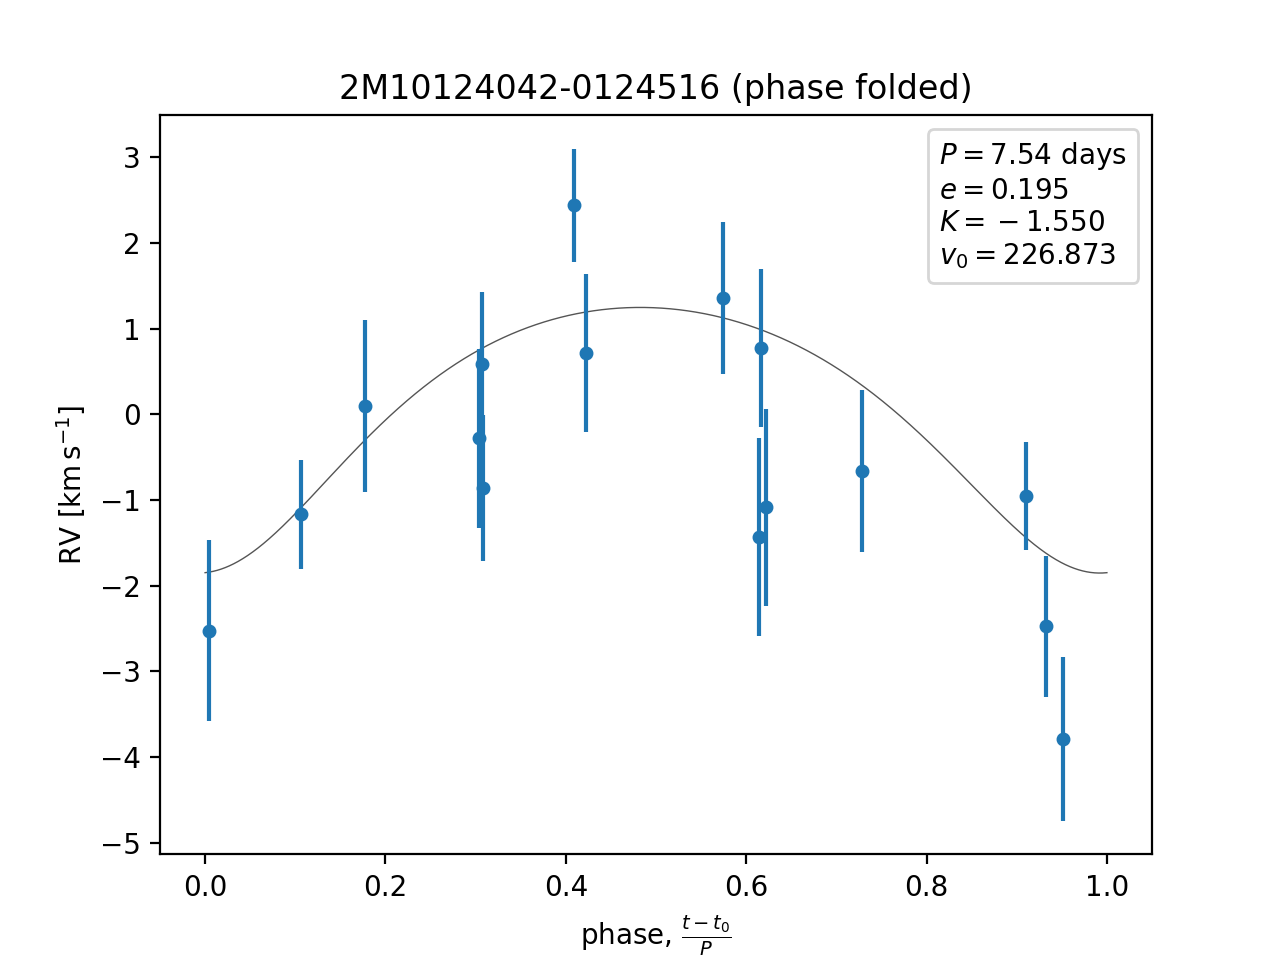 2M10124042-0124516 (phase folded)
P = 7.54 days
e = 0.195
K = −1.550
v₀ = 226.873
RV [km s⁻¹]
3
2
1
0
−1
−2
−3
−4
−5
0.0 0.2 0.4 0.6 0.8 1.0
phase, (t − t₀)/P